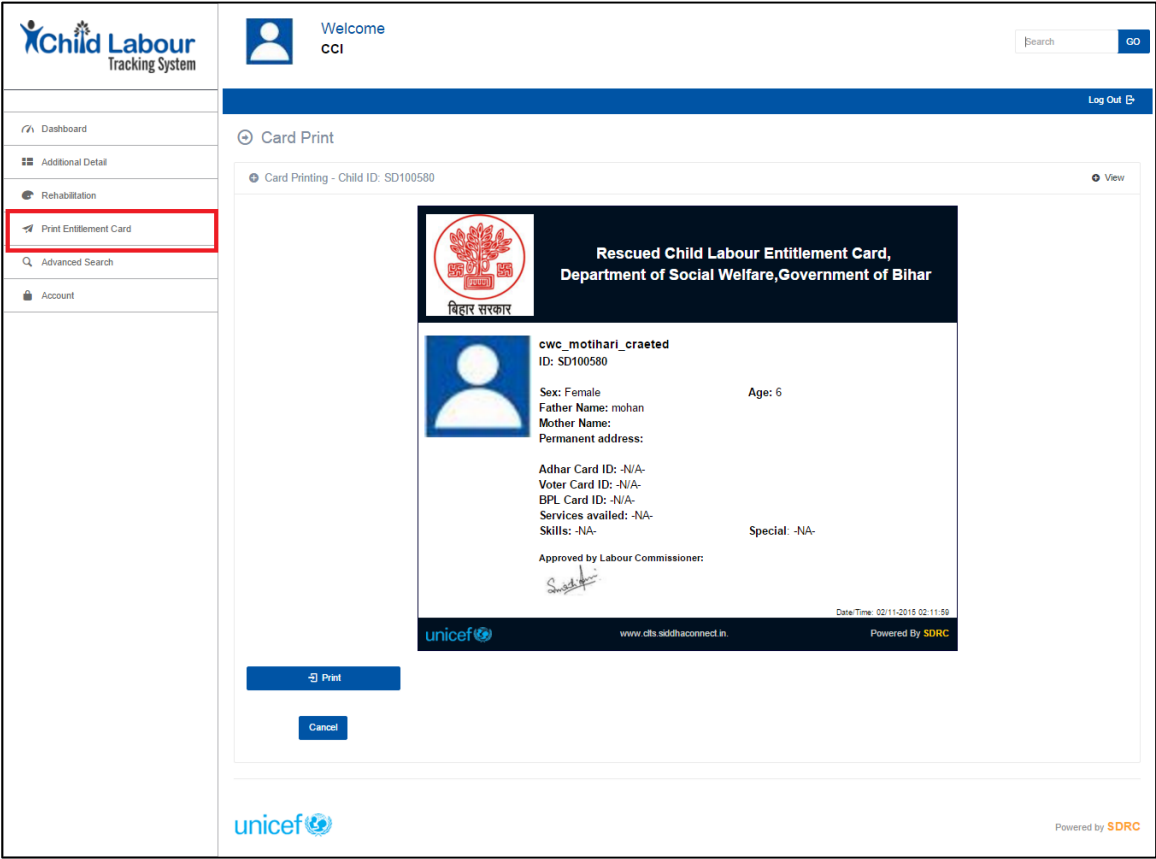 Child Labour
Tracking System
Welcome
CCI
Search GO
Log Out
Dashboard
Additional Detail
Rehabilitation
Print Entitlement Card
Advanced Search
Account
Card Print
Card Printing - Child ID: SD100580 View
बिहार सरकार
Rescued Child Labour Entitlement Card,
Department of Social Welfare,Government of Bihar
cwc_motihari_craeted
ID: SD100580
Sex: Female Age: 6
Father Name: mohan
Mother Name:
Permanent address:
Adhar Card ID: -N/A-
Voter Card ID: -N/A-
BPL Card ID: -N/A-
Services availed: -NA-
Skills: -NA- Special: -NA-
Approved by Labour Commissioner:
Date/Time: 02/11-2015 02:11:59
unicef www.clts.siddhaconnect.in. Powered By SDRC
Print
Cancel
unicef Powered by SDRC